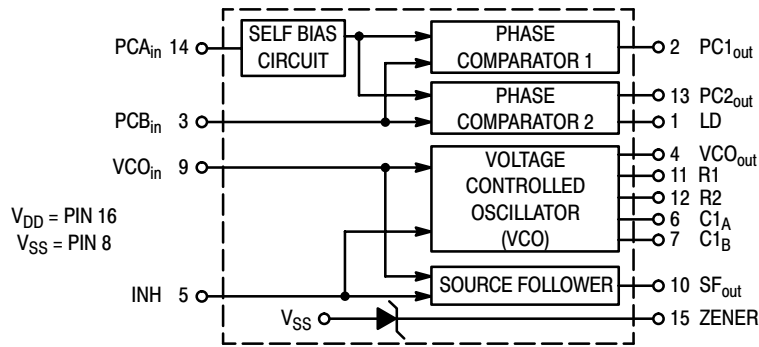 PCAin 14
SELF BIAS
CIRCUIT
PHASE
COMPARATOR 1
2 PC1out
PCBin 3
PHASE
COMPARATOR 2
13 PC2out
1 LD
VCOin 9
VOLTAGE
CONTROLLED
OSCILLATOR
(VCO)
4 VCOout
11 R1
12 R2
6 C1A
7 C1B
VDD = PIN 16
VSS = PIN 8
INH 5
SOURCE FOLLOWER
10 SFout
VSS
15 ZENER